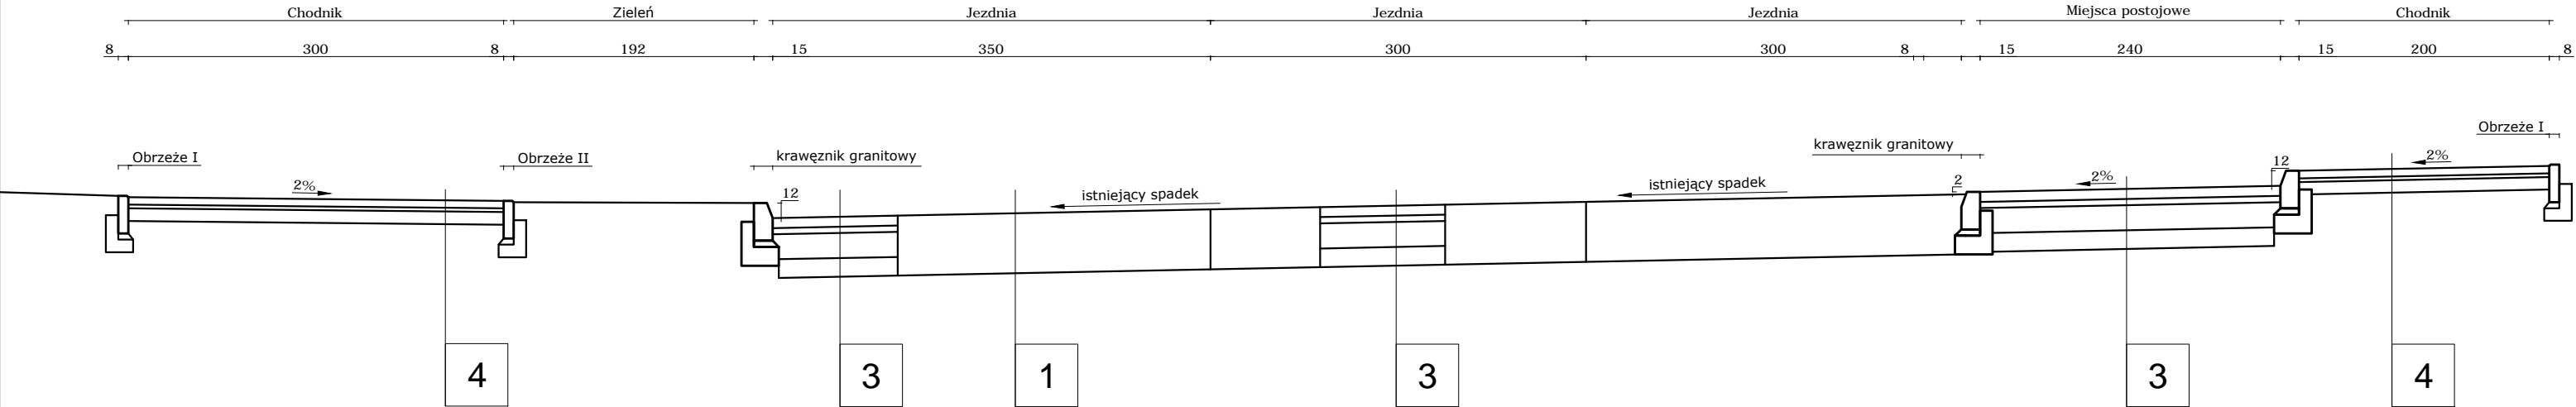 Chodnik Zieleń Jezdnia Jezdnia Jezdnia Miejsca postojowe Chodnik
8 300 8 192 15 350 300 300 8 15 240 15 200 8
Obrzeże I
krawęznik granitowy
Obrzeże I Obrzeże II krawęznik granitowy
2% 12 istniejący spadek istniejący spadek 2 2% 12 2%
4 3 1 3 3 4